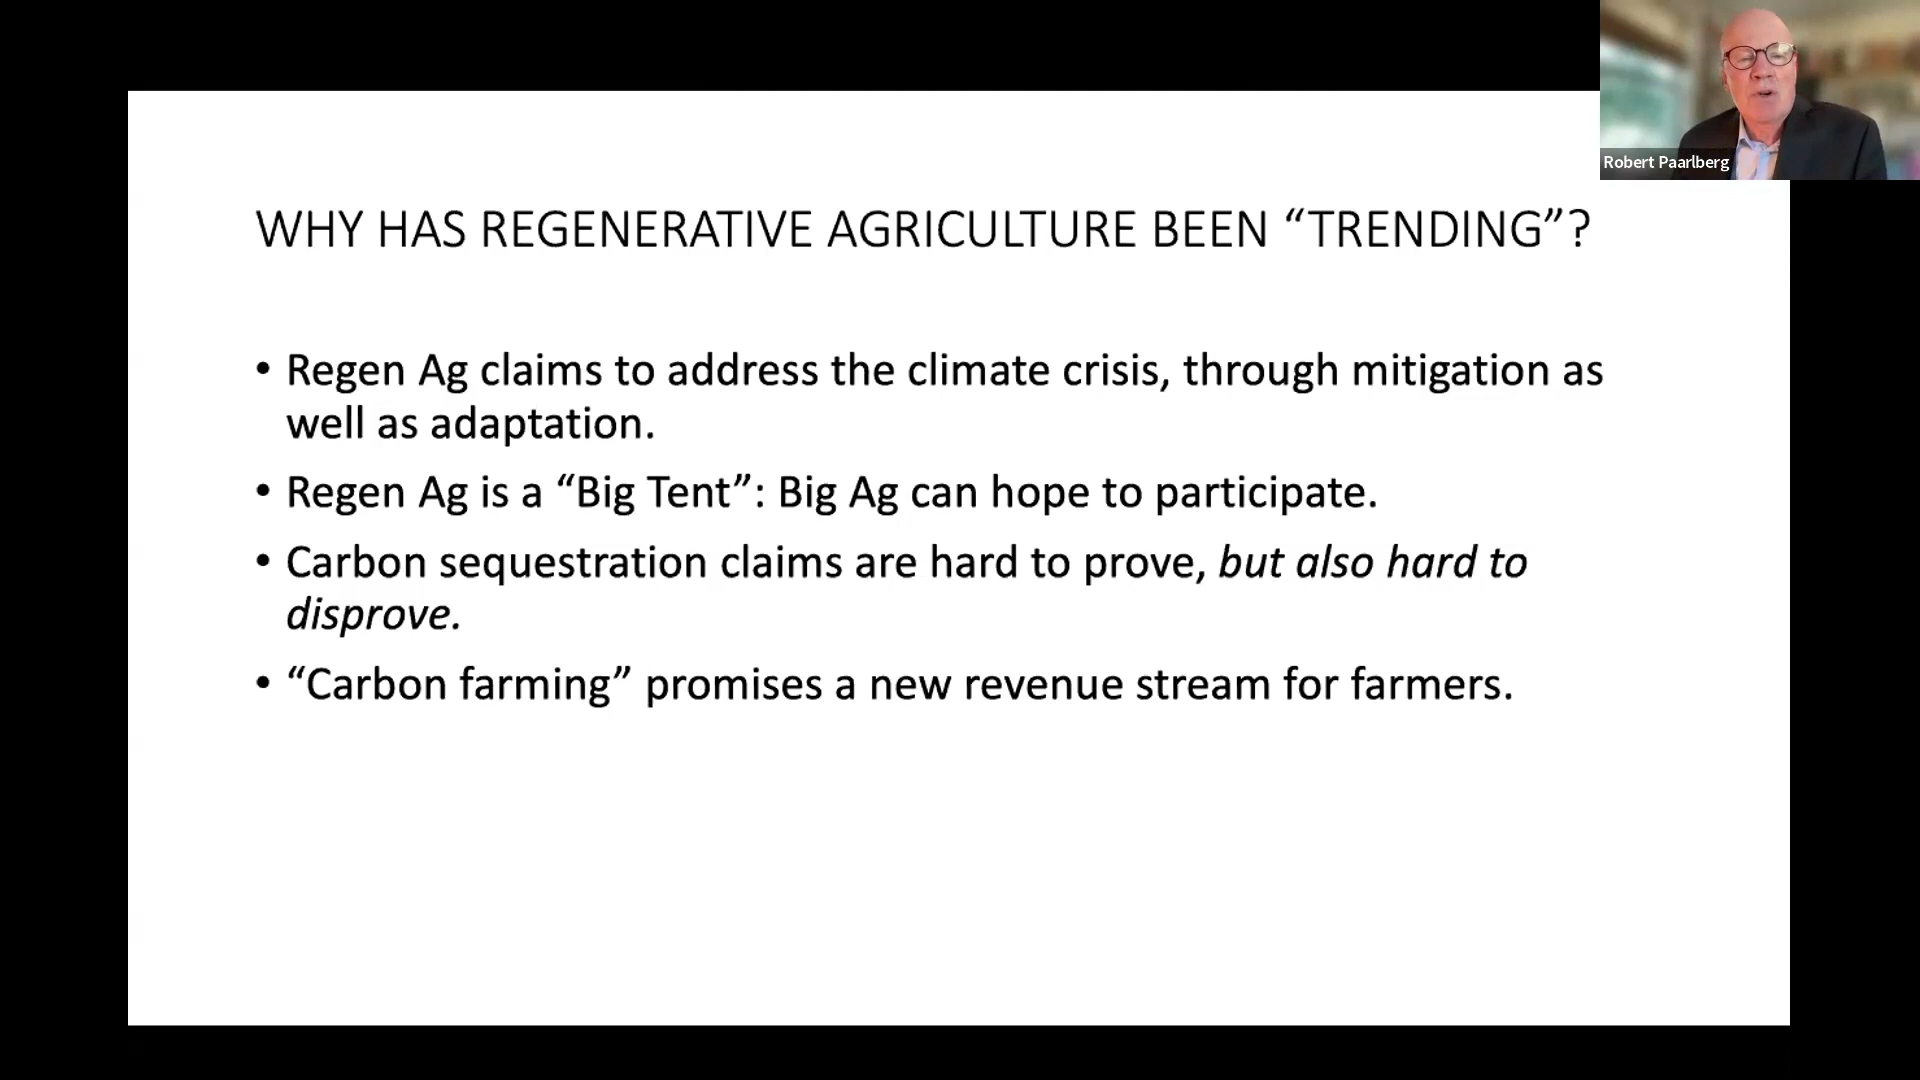 Robert Paarlberg
WHY HAS REGENERATIVE AGRICULTURE BEEN “TRENDING”?
• Regen Ag claims to address the climate crisis, through mitigation as
well as adaptation.
• Regen Ag is a “Big Tent”: Big Ag can hope to participate.
• Carbon sequestration claims are hard to prove, but also hard to
disprove.
• “Carbon farming” promises a new revenue stream for farmers.